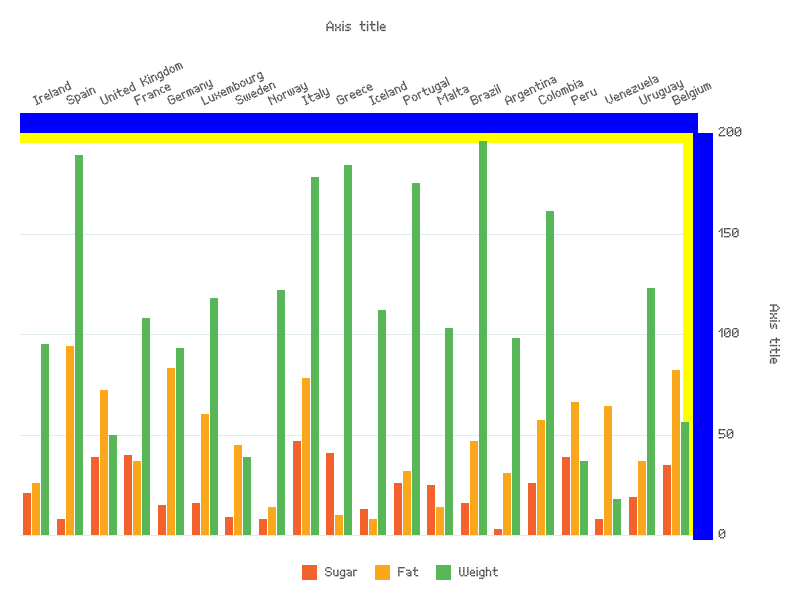 Axis title
Ireland
Spain
United Kingdom
France
Germany
Luxembourg
Sweden
Norway
Italy
Greece
Iceland
Portugal
Malta
Brazil
Argentina
Colombia
Peru
Venezuela
Uruguay
Belgium
200
150
100
50
0
Axis title
Sugar Fat Weight